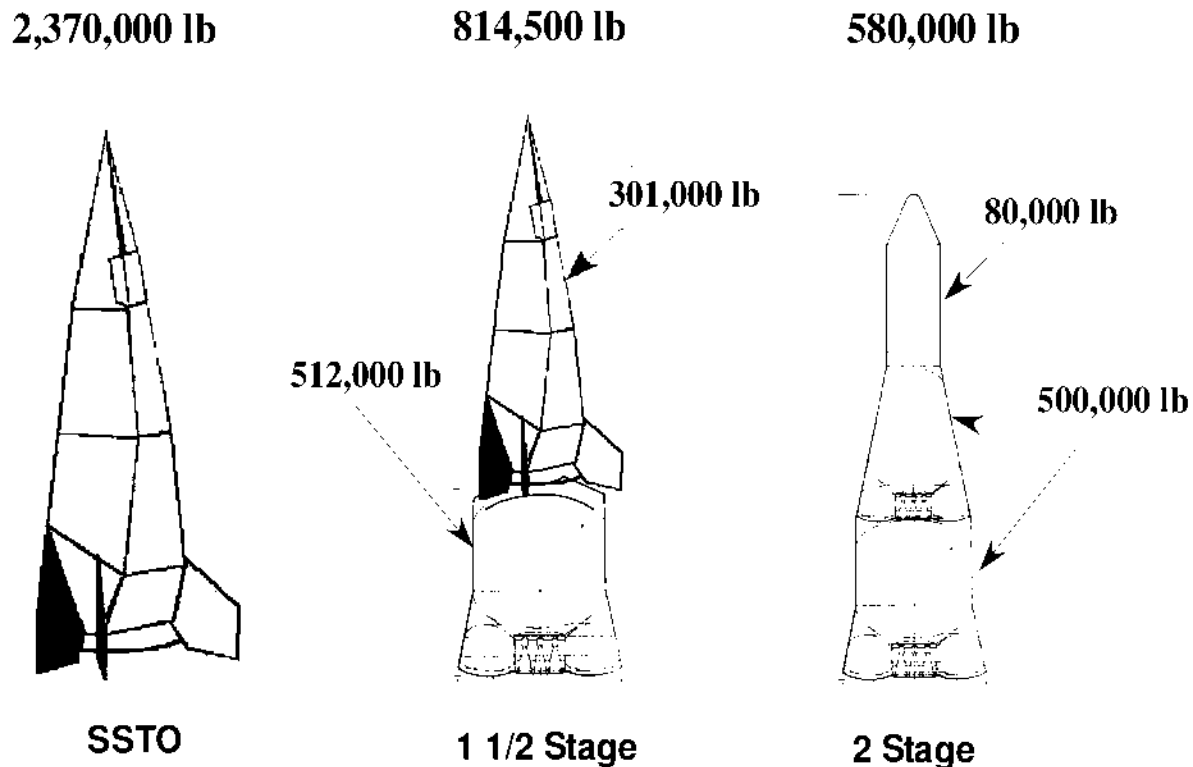 2,370,000 lb
814,500 lb
580,000 lb
301,000 lb
80,000 lb
512,000 lb
500,000 lb
SSTO
1 1/2 Stage
2 Stage